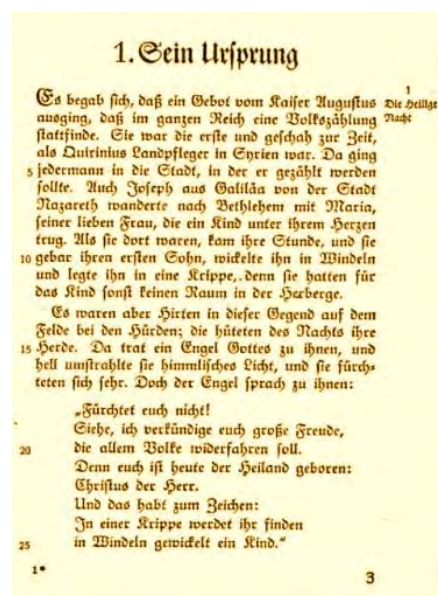 1. Sein Ursprung
1
Die Heilige
Nacht
Es begab sich, daß ein Gebot vom Kaiser Augustus
ausging, daß im ganzen Reich eine Volkszählung
stattfinde. Sie war die erste und geschah zur Zeit,
als Quirinius Landpfleger in Syrien war. Da ging
5 jedermann in die Stadt, in der er gezählt werden
sollte. Auch Joseph aus Galiläa von der Stadt
Nazareth wanderte nach Bethlehem mit Maria,
seiner lieben Frau, die ein Kind unter ihrem Herzen
trug. Als sie dort waren, kam ihre Stunde, und sie
10 gebar ihren ersten Sohn, wickelte ihn in Windeln
und legte ihn in eine Krippe, denn sie hatten für
das Kind sonst keinen Raum in der Herberge.
Es waren aber Hirten in dieser Gegend auf dem
Felde bei den Hürden; die hüteten des Nachts ihre
15 Herde. Da trat ein Engel Gottes zu ihnen, und
hell umstrahlte sie himmlisches Licht, und sie fürch-
teten sich sehr. Doch der Engel sprach zu ihnen:
„Fürchtet euch nicht!
Siehe, ich verkündige euch große Freude,
20 die allem Volke widerfahren soll.
Denn euch ist heute der Heiland geboren:
Christus der Herr.
Und das habt zum Zeichen:
In einer Krippe werdet ihr finden
25 in Windeln gewickelt ein Kind.“
1*
3